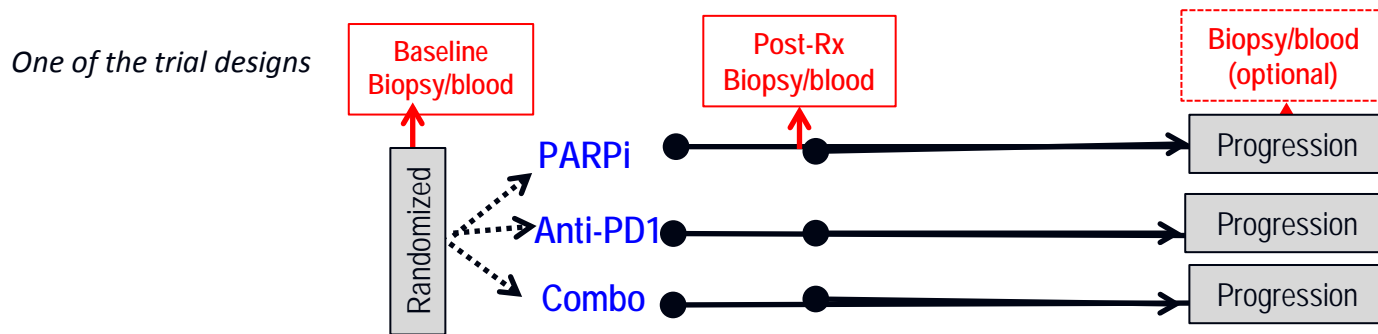 One of the trial designs
Baseline
Biopsy/blood
Post-Rx
Biopsy/blood
Biopsy/blood
(optional)
Randomized
PARPi
Progression
Anti-PD1
Progression
Combo
Progression